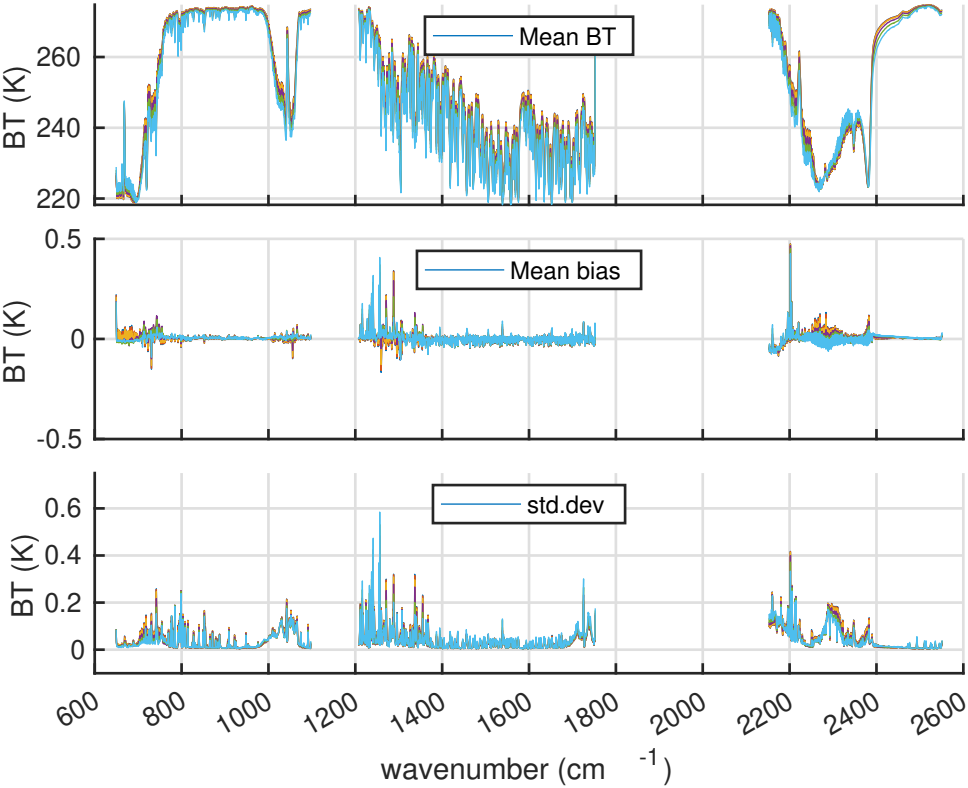 260
240
220
BT (K)
Mean BT
0.5
0
-0.5
BT (K)
Mean bias
0.6
0.4
0.2
0
BT (K)
std.dev
600 800 1000 1200 1400 1600 1800 2000 2200 2400 2600
wavenumber (cm -1)